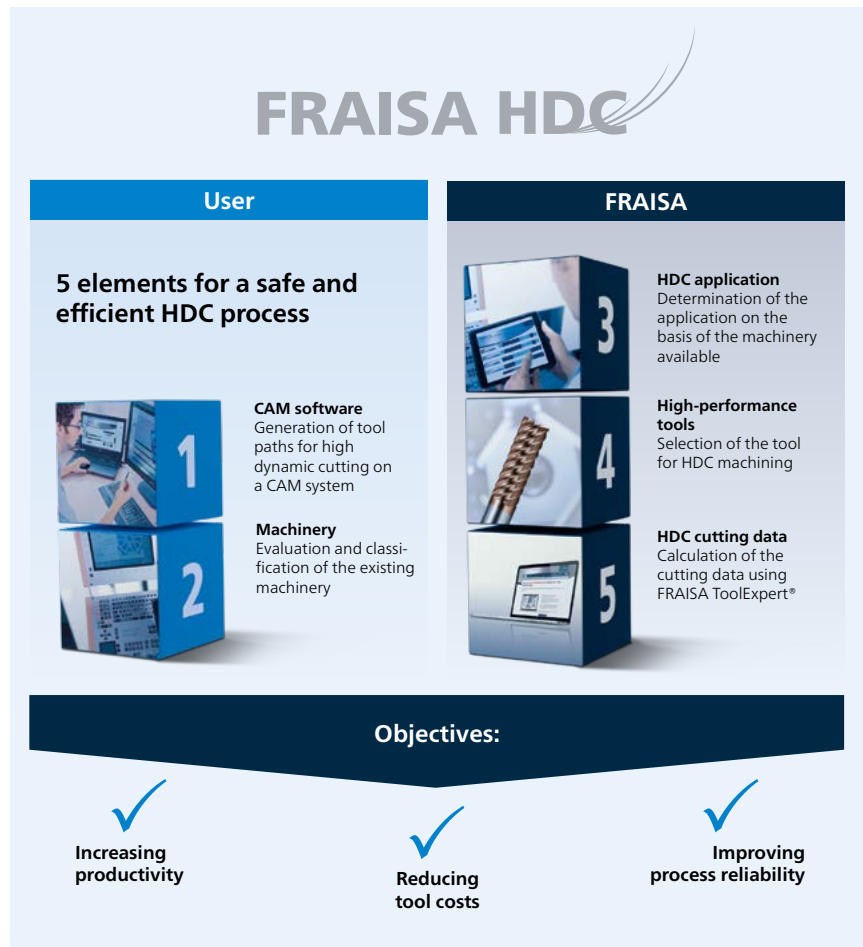 FRAISA HDC
User
5 elements for a safe and
efficient HDC process
1
CAM software
Generation of tool
paths for high
dynamic cutting on
a CAM system
2
Machinery
Evaluation and classi-
fication of the existing
machinery
FRAISA
3
HDC application
Determination of the
application on the
basis of the machinery
available
4
High-performance
tools
Selection of the tool
for HDC machining
5
HDC cutting data
Calculation of the
cutting data using
FRAISA ToolExpert®
Objectives:
Increasing
productivity
Reducing
tool costs
Improving
process reliability